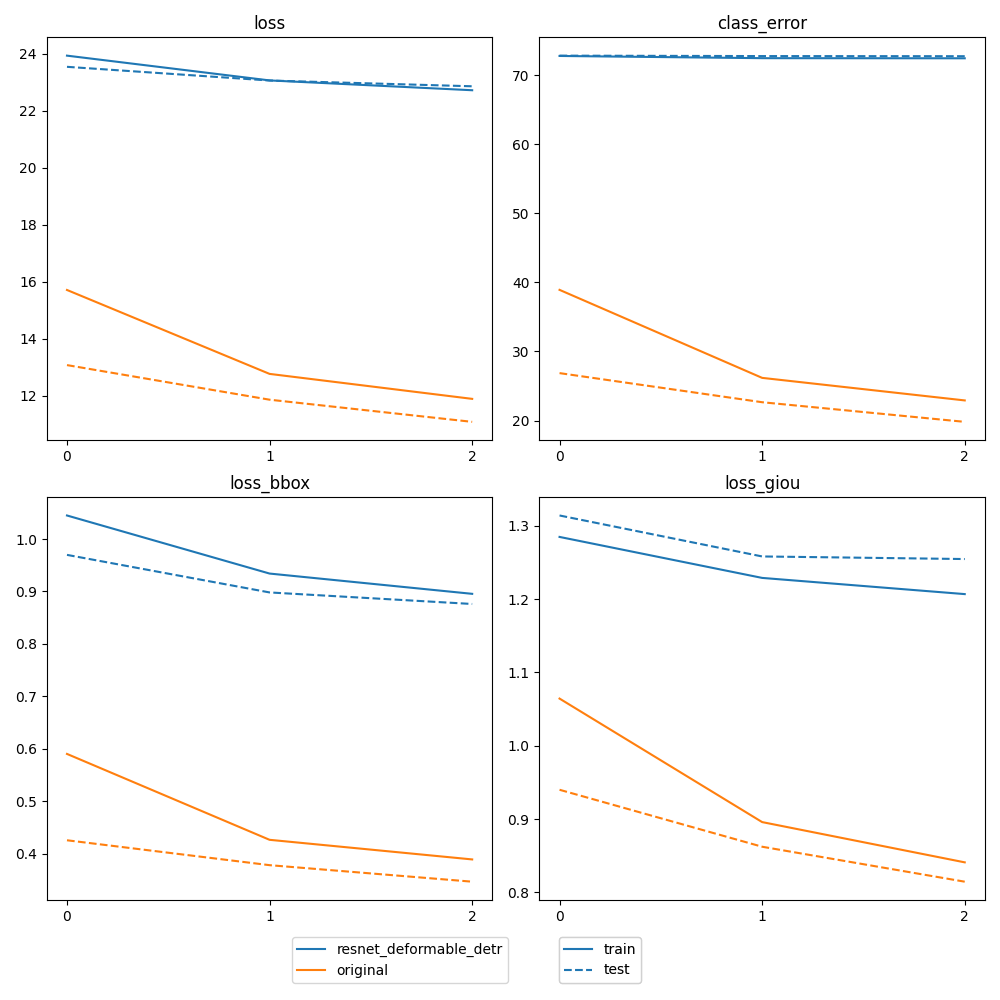 loss
24
22
20
18
16
14
12
0 1 2
class_error
70
60
50
40
30
20
0 1 2
loss_bbox
1.0
0.9
0.8
0.7
0.6
0.5
0.4
0 1 2
loss_giou
1.3
1.2
1.1
1.0
0.9
0.8
0 1 2
resnet_deformable_detr
original
train
test